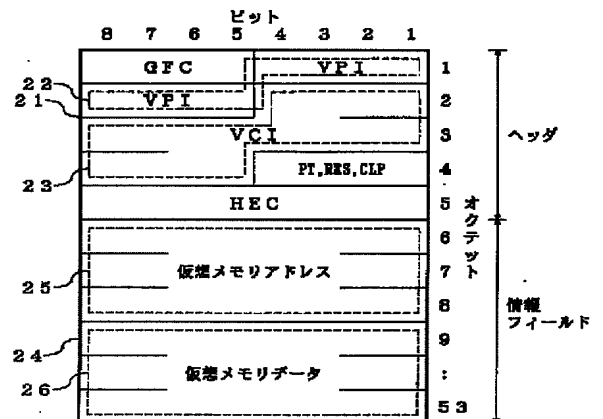 ビット
8 7 6 5 4 3 2 1
GFC VPI 1
22 VPI 2
21
VCI 3 ヘッダ
23 PT,RES,CLP 4
HEC 5
オクテット
6
25 仮想メモリアドレス 7
8 情報
フィールド
24 9
仮想メモリデータ :
26 53